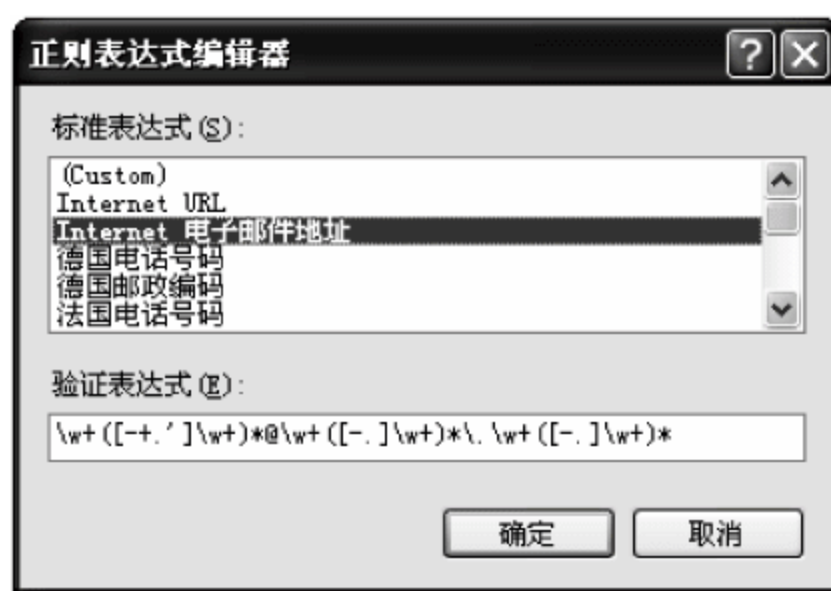 正则表达式编辑器
标准表达式(S):
(Custom)
Internet URL
Internet 电子邮件地址
德国电话号码
德国邮政编码
法国电话号码
验证表达式(E):
\w+([-+.']\w+)*@\w+([-.]\w+)*\.\w+([-.]\w+)*
确定
取消